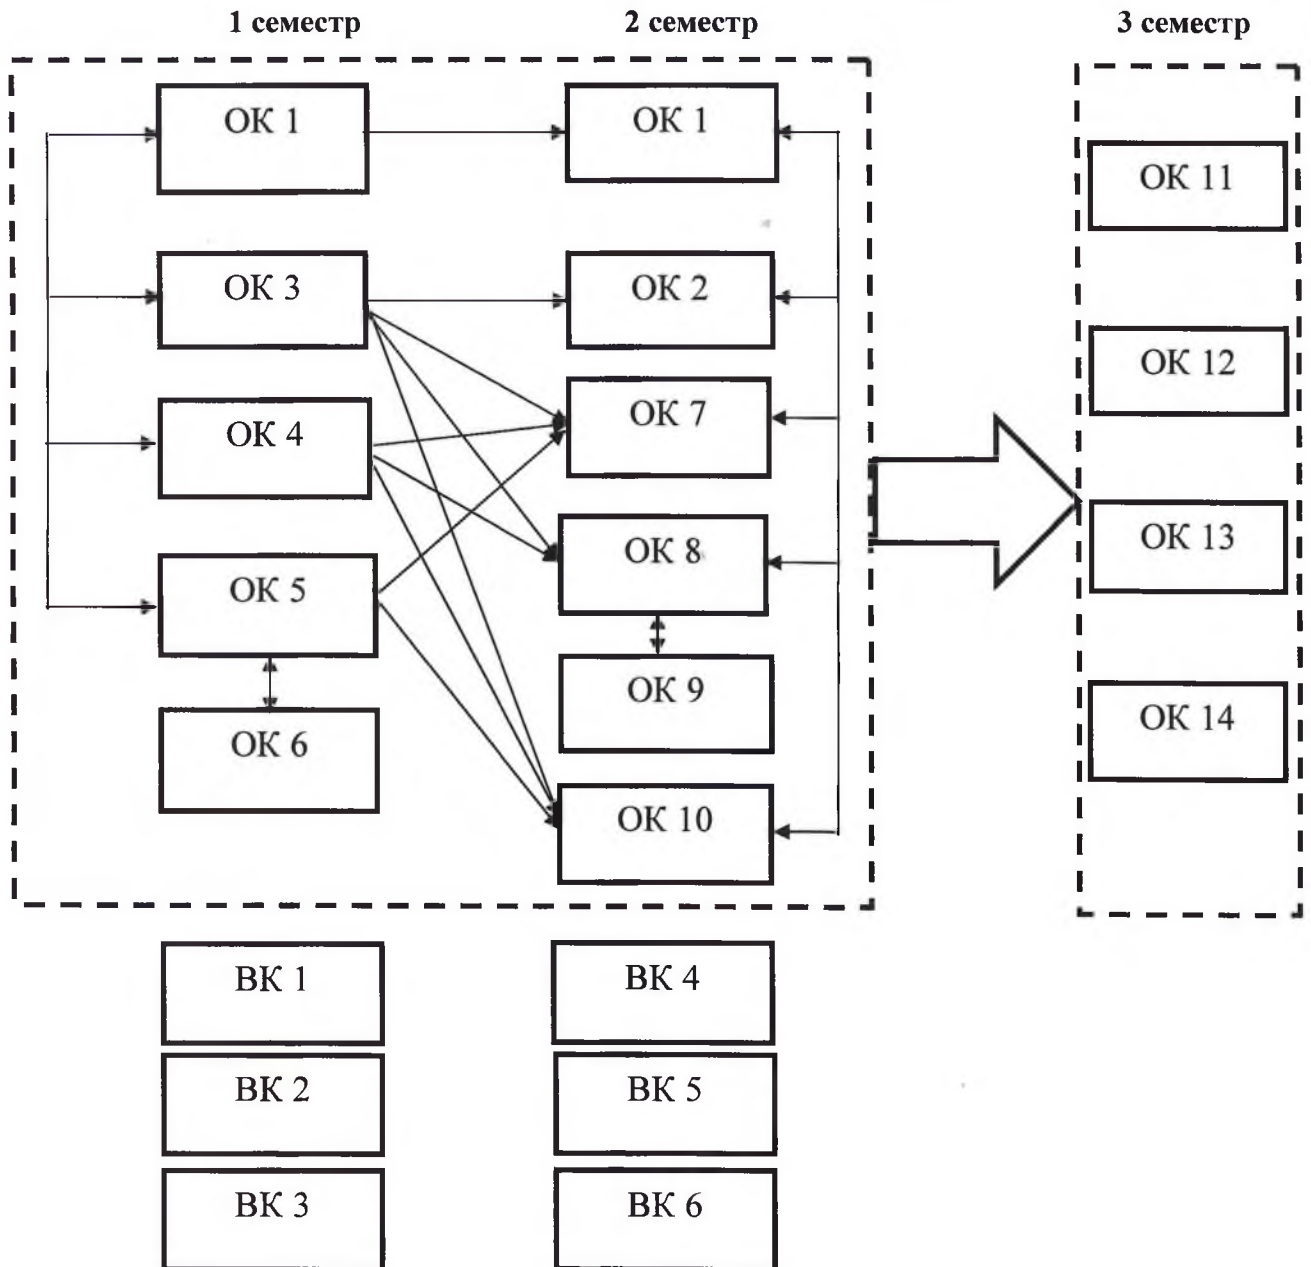 1 семестр 2 семестр 3 семестр
ОК 1 ОК 1
ОК 11
ОК 3 ОК 2
ОК 12
ОК 4 ОК 7
ОК 5 ОК 8 ОК 13
ОК 6 ОК 9 ОК 14
ОК 10
ВК 1 ВК 4
ВК 2 ВК 5
ВК 3 ВК 6